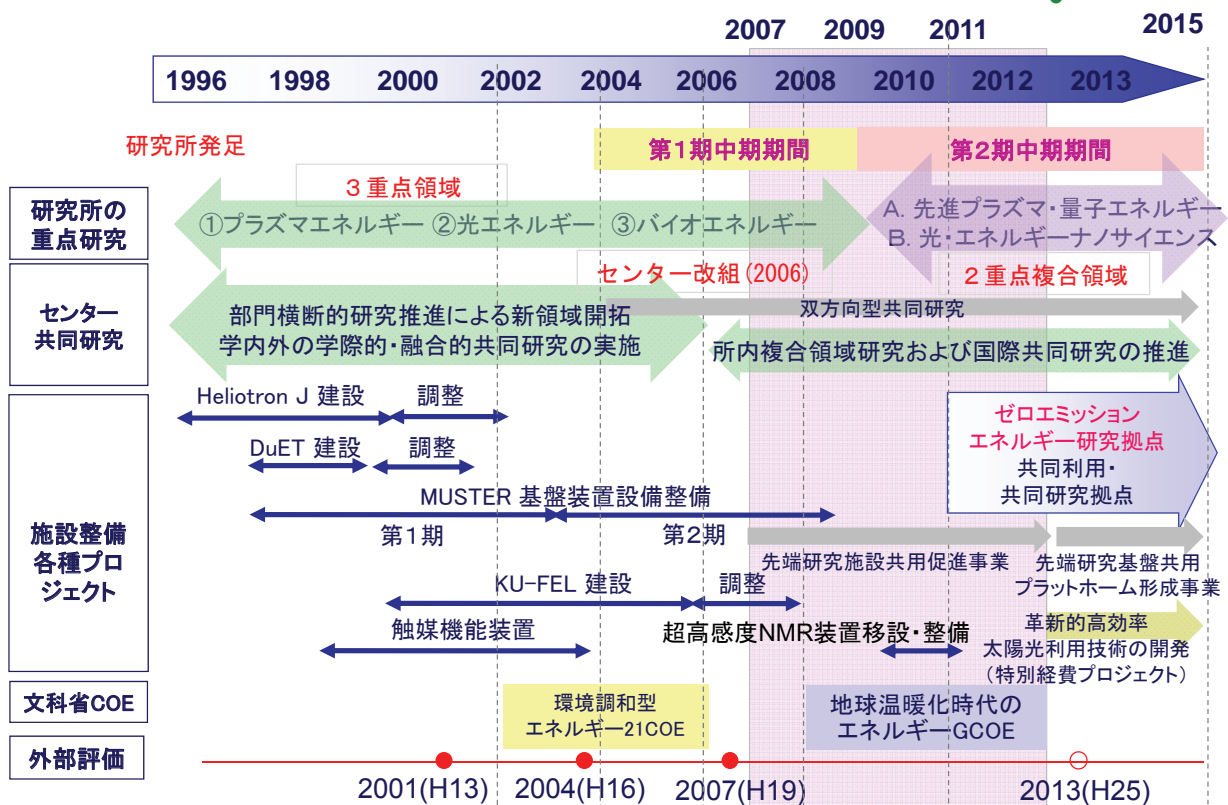 2007
2009
2011
2015
1996
1998
2000
2002
2004
2006
2008
2010
2012
2013
研究所発足
第1期中期期間
第2期中期期間
研究所の
重点研究
3重点領域
①プラズマエネルギー ②光エネルギー ③バイオエネルギー
A. 先進プラズマ・量子エネルギー
B. 光・エネルギーナノサイエンス
センター改組(2006)
2重点複合領域
センター
共同研究
部門横断的研究推進による新領域開拓
学内外の学際的・融合的共同研究の実施
双方向型共同研究
所内複合領域研究および国際共同研究の推進
施設整備
各種プロ
ジェクト
Heliotron J 建設
調整
DuET 建設
調整
MUSTER 基盤装置設備整備
第1期
第2期
ゼロエミッション
エネルギー研究拠点
共同利用・
共同研究拠点
先端研究施設共用促進事業
先端研究基盤共用
プラットホーム形成事業
KU-FEL 建設
調整
触媒機能装置
超高感度NMR装置移設・整備
革新的高効率
太陽光利用技術の開発
(特別経費プロジェクト)
文科省COE
環境調和型
エネルギー21COE
地球温暖化時代の
エネルギーGCOE
外部評価
2001(H13)
2004(H16)
2007(H19)
2013(H25)